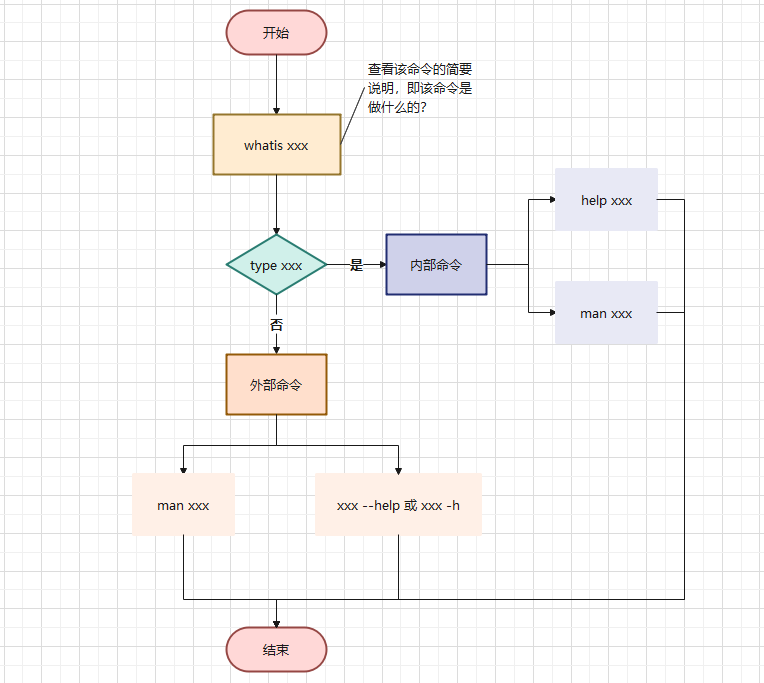 开始
查看该命令的简要
说明，即该命令是
做什么的？
whatis xxx
help xxx
type xxx
是
内部命令
man xxx
否
外部命令
man xxx
xxx --help 或 xxx -h
结束